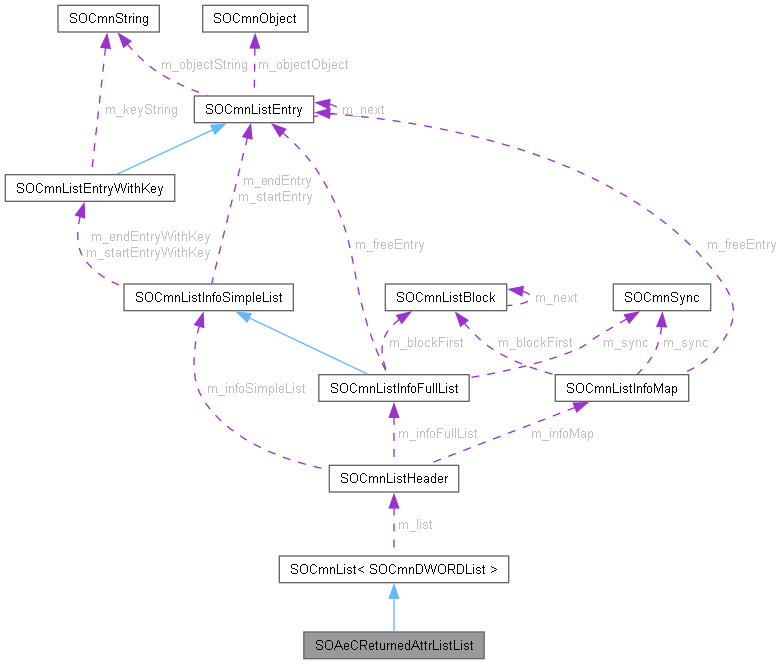 SOCmnString
SOCmnObject
m_objectString
m_objectObject
SOCmnListEntry
m_next
m_keyString
SOCmnListEntryWithKey
m_endEntry
m_startEntry
m_endEntryWithKey
m_startEntryWithKey
m_freeEntry
m_freeEntry
SOCmnListInfoSimpleList
SOCmnListBlock
m_next
SOCmnSync
m_blockFirst
m_blockFirst
m_sync
m_sync
m_infoSimpleList
SOCmnListInfoFullList
SOCmnListInfoMap
m_infoFullList
m_infoMap
SOCmnListHeader
m_list
SOCmnList< SOCmnDWORDList >
SOAeCReturnedAttrListList